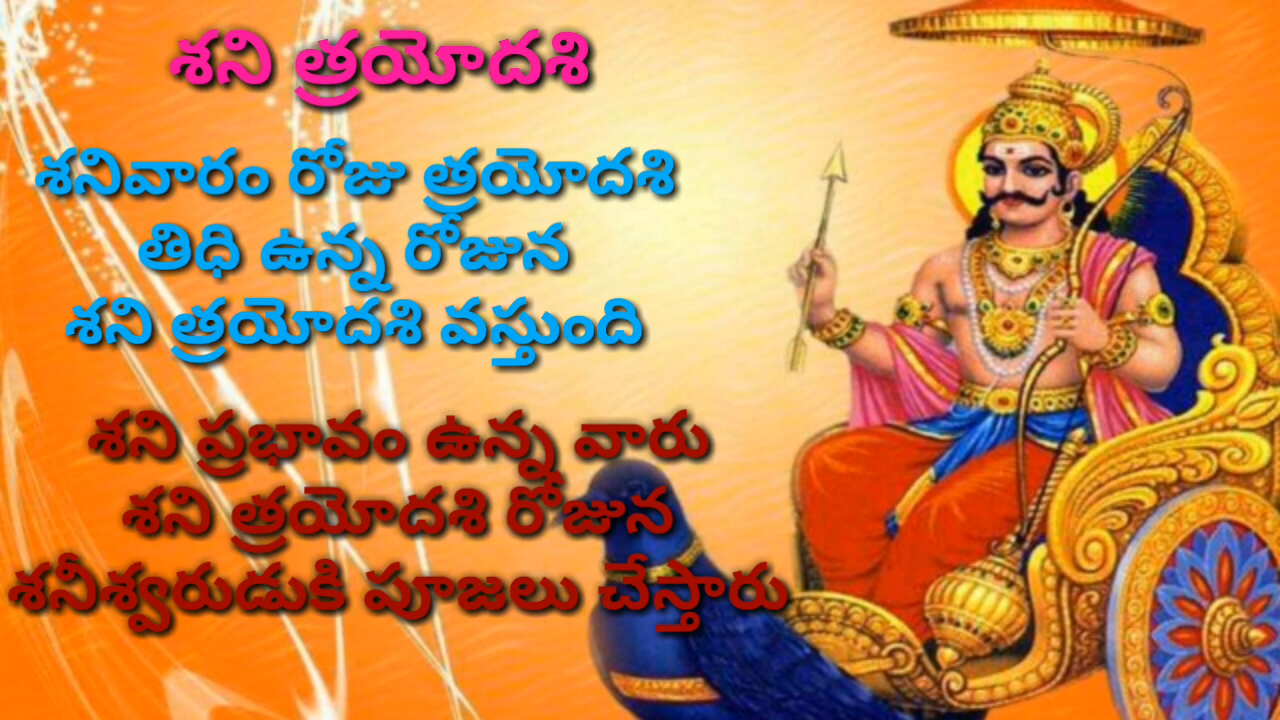 శని త్రయోదశి
శనివారం రోజు త్రయోదశి
తిధి ఉన్న రోజున
శని త్రయోదశి వస్తుంది
శని ప్రభావం ఉన్న వారు
శని త్రయోదశి రోజున
శనీశ్వరుడుకి పూజలు చేస్తారు